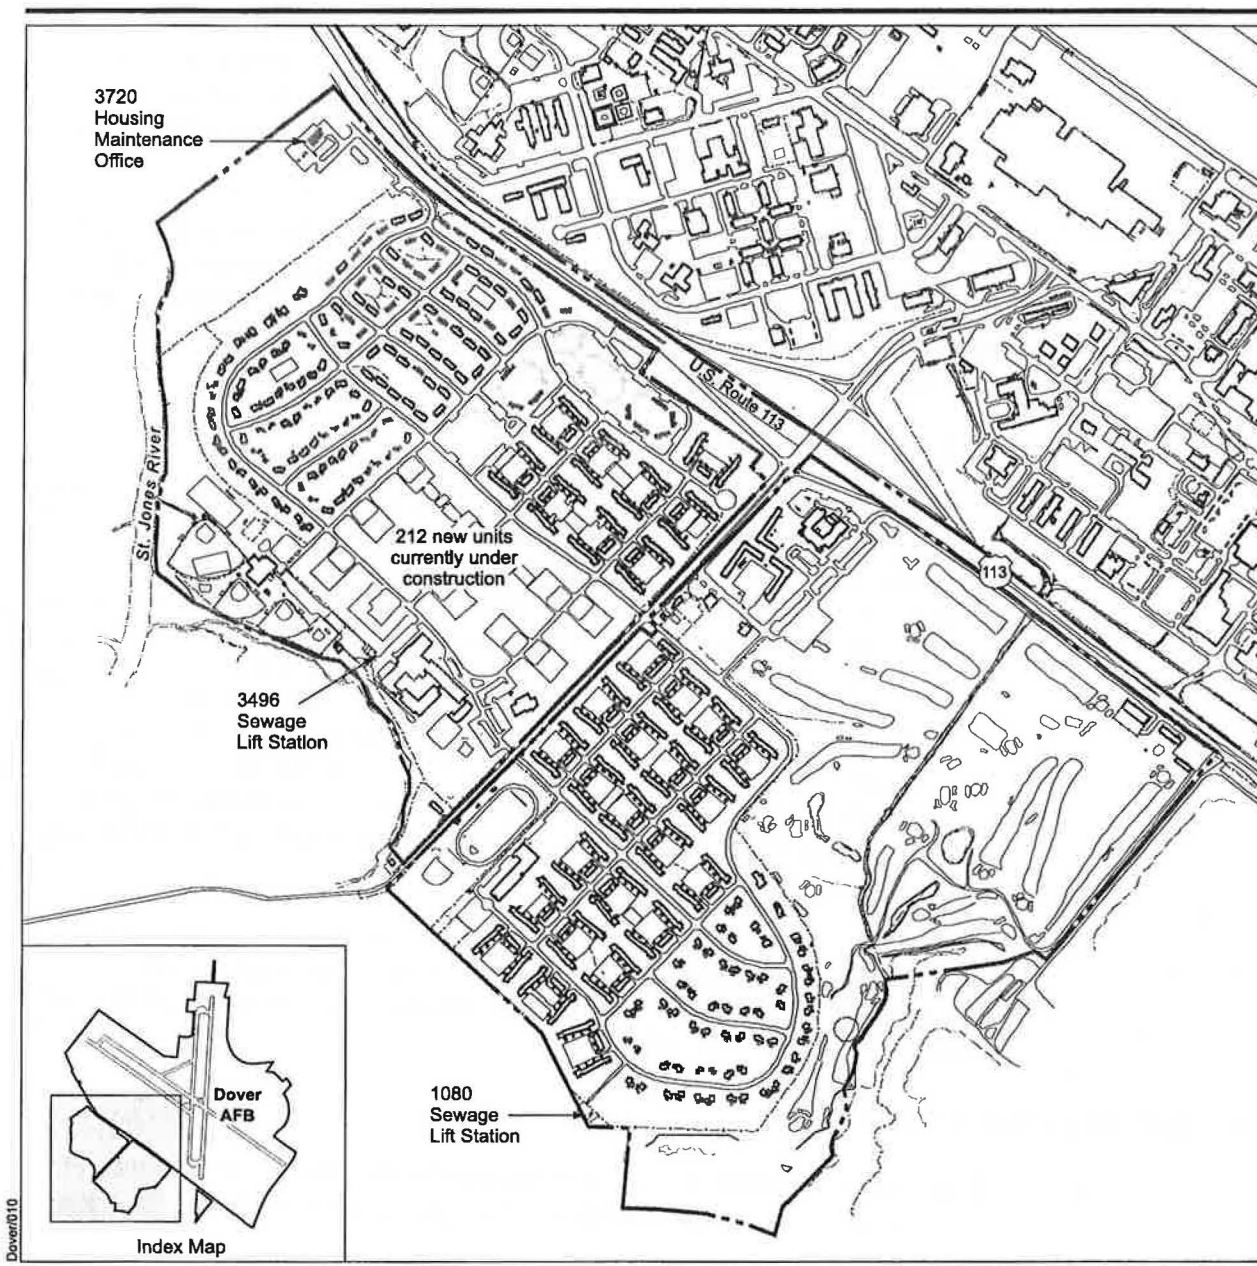 3720
Housing
Maintenance
Office
U.S. Route 113
St. Jones River
212 new units
currently under
construction
113
3496
Sewage
Lift Station
1080
Sewage
Lift Station
Dover
AFB
Index Map
Dover/010